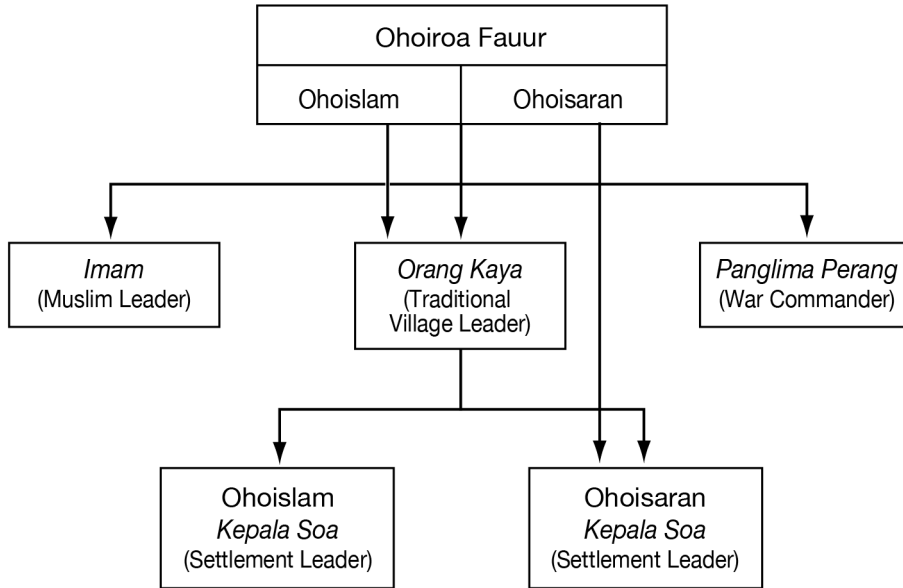 Ohoiroa Fauur
Ohoislam
Ohoisaran
Imam
(Muslim Leader)
Orang Kaya
(Traditional
Village Leader)
Panglima Perang
(War Commander)
Ohoislam
Kepala Soa
(Settlement Leader)
Ohoisaran
Kepala Soa
(Settlement Leader)